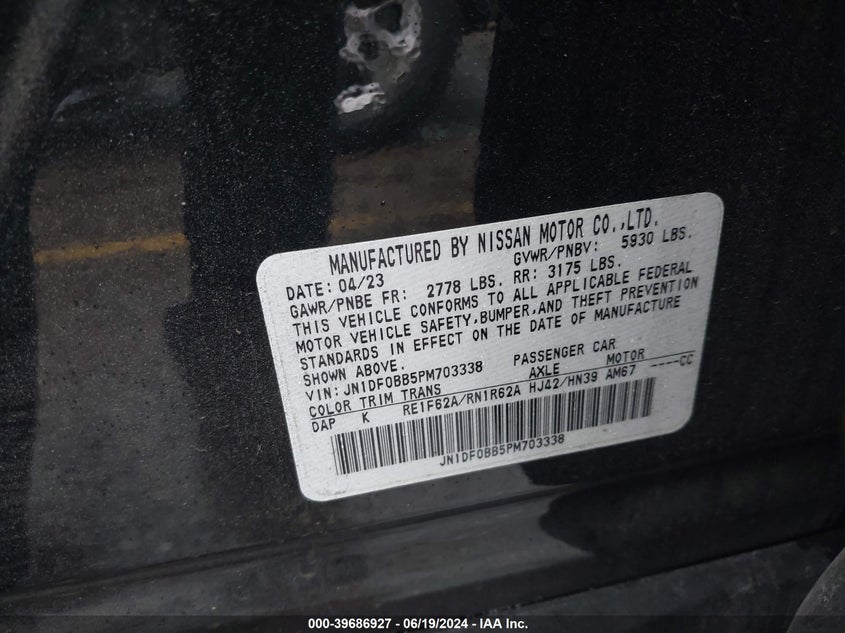 MANUFACTURED BY NISSAN MOTOR CO.,LTD.
DATE: 04/23 GVWR/PNBV: 5930 LBS.
GAWR/PNBE FR: 2778 LBS. RR: 3175 LBS.
THIS VEHICLE CONFORMS TO ALL APPLICABLE FEDERAL
MOTOR VEHICLE SAFETY,BUMPER,AND THEFT PREVENTION
STANDARDS IN EFFECT ON THE DATE OF MANUFACTURE
SHOWN ABOVE.
VIN: JN1DF0BB5PM703338 PASSENGER CAR
COLOR TRIM TRANS AXLE MOTOR
DAP K RE1F62A/RN1R62A HJ42/HN39 AM67 ----CC
JN1DF0BB5PM703338
000-39686927 - 06/19/2024 - IAA Inc.